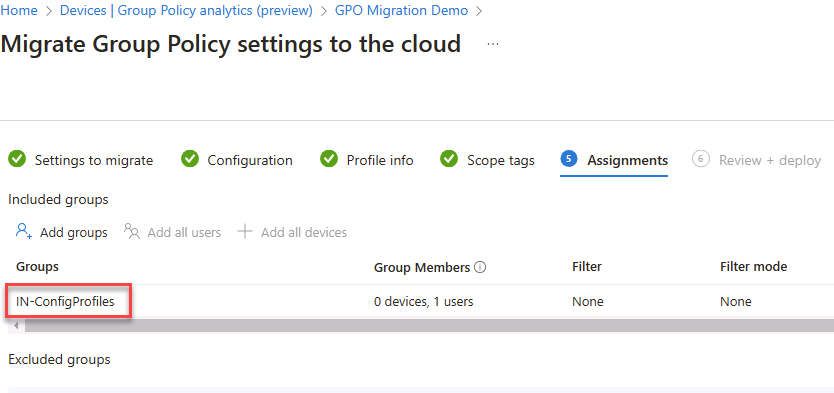 Home > Devices | Group Policy analytics (preview) > GPO Migration Demo >
Migrate Group Policy settings to the cloud ...
Settings to migrate Configuration Profile info Scope tags 5 Assignments 6 Review + deploy
Included groups
Add groups Add all users Add all devices
Groups Group Members Filter Filter mode
IN-ConfigProfiles 0 devices, 1 users None None
Excluded groups